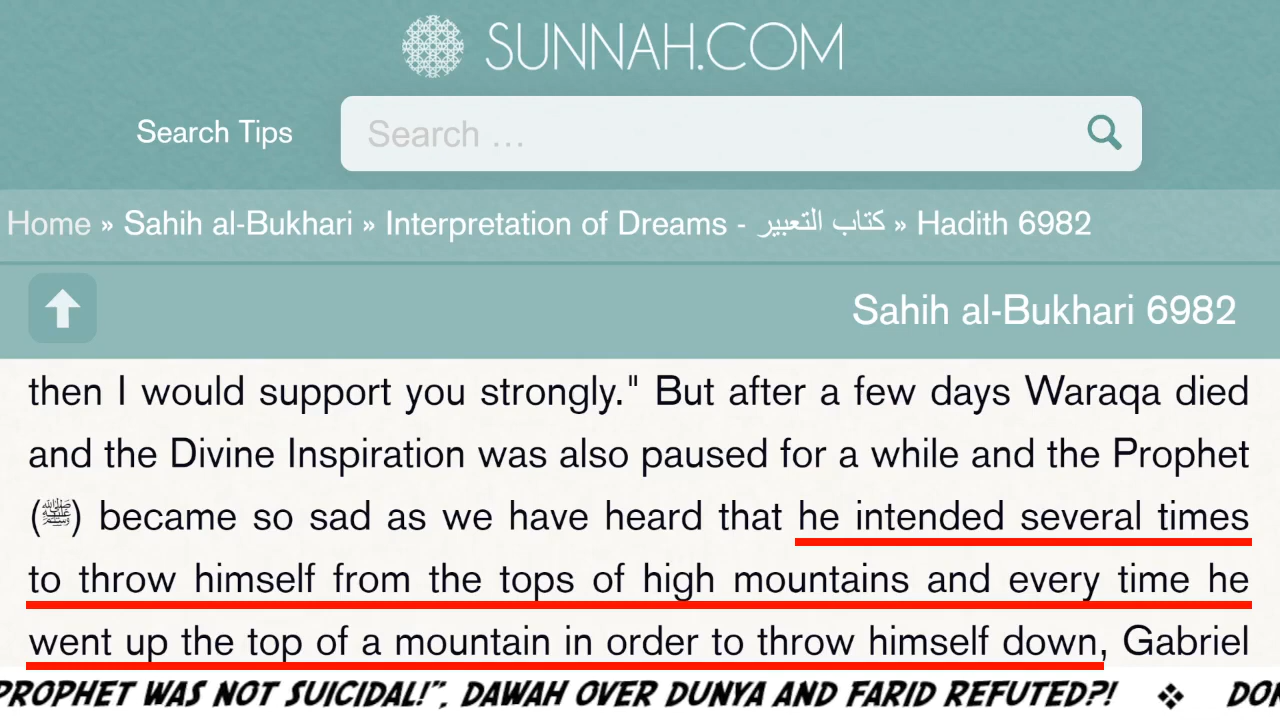 SUNNAH.COM
Search Tips
Search ...
Home » Sahih al-Bukhari » Interpretation of Dreams - كتاب التعبير » Hadith 6982
Sahih al-Bukhari 6982
then I would support you strongly." But after a few days Waraqa died
and the Divine Inspiration was also paused for a while and the Prophet
(ﷺ) became so sad as we have heard that he intended several times
to throw himself from the tops of high mountains and every time he
went up the top of a mountain in order to throw himself down, Gabriel
PROPHET WAS NOT SUICIDAL!", DAWAH OVER DUNYA AND FARID REFUTED?! ❖